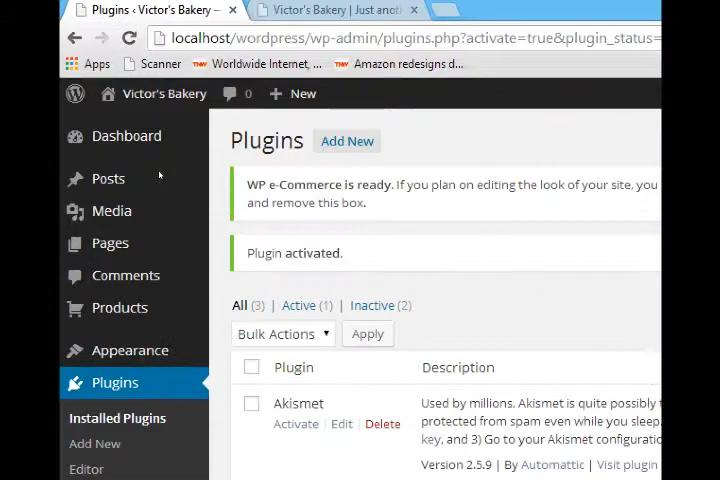 Plugins ‹ Victor's Bakery —
Victor's Bakery | Just anot
localhost/wordpress/wp-admin/plugins.php?activate=true&plugin_status=
Apps Scanner Worldwide Internet, ... Amazon redesigns d...
Victor's Bakery 0 New
Dashboard
Posts
Media
Pages
Comments
Products
Appearance
Plugins
Installed Plugins
Add New
Editor
Plugins Add New
WP e-Commerce is ready. If you plan on editing the look of your site, you
and remove this box.
Plugin activated.
All (3) | Active (1) | Inactive (2)
Bulk Actions Apply
Plugin Description
Akismet Used by millions. Akismet is quite possibly t
Activate | Edit | Delete protected from spam even while you sleep.
key, and 3) Go to your Akismet configuratio
Version 2.5.9 | By Automattic | Visit plugin